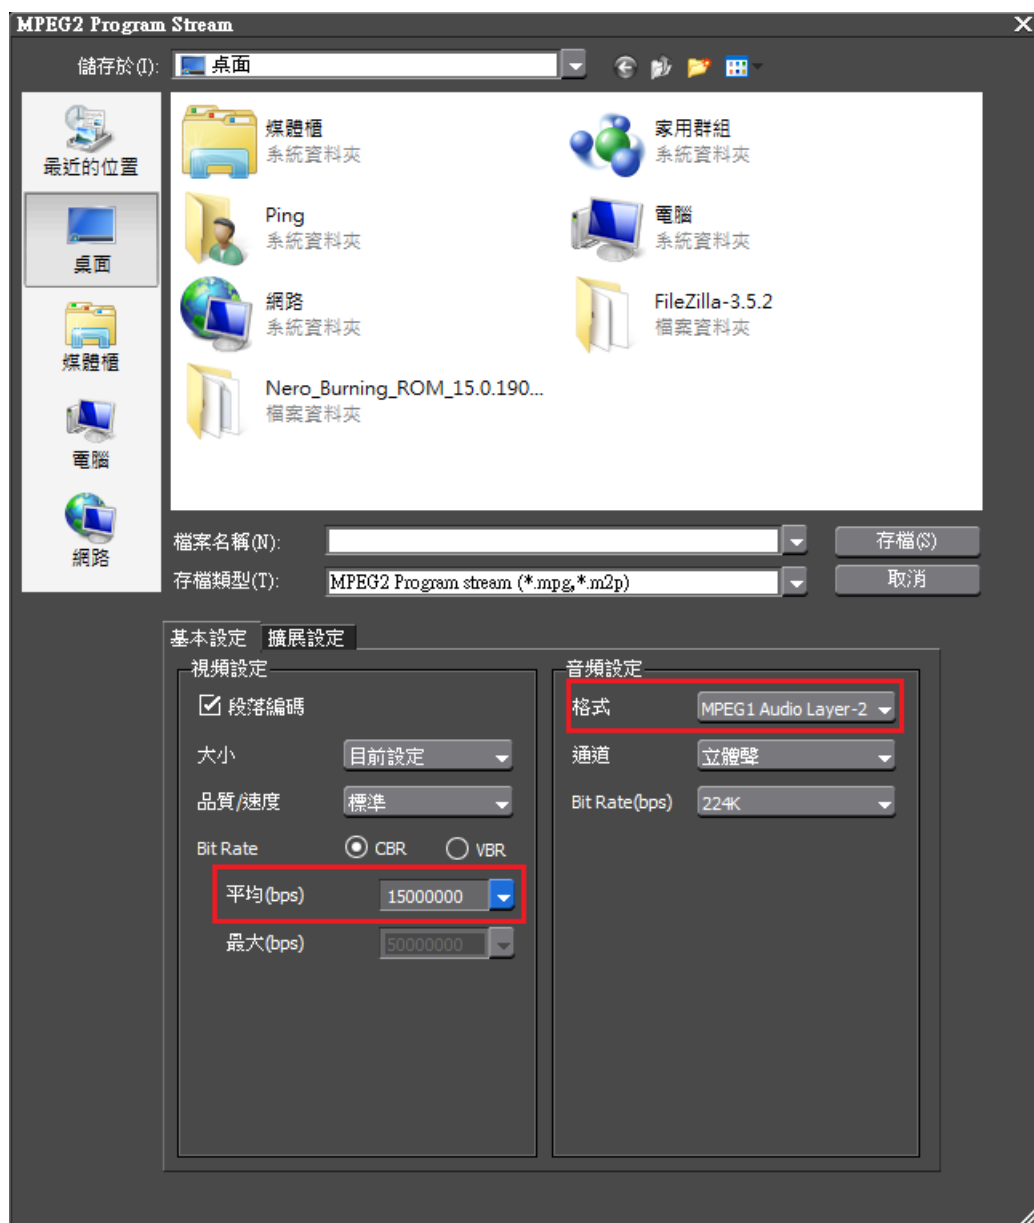 MPEG2 Program Stream
儲存於(I):
桌面
最近的位置
桌面
媒體櫃
電腦
網路
媒體櫃
系統資料夾
家用群組
系統資料夾
Ping
系統資料夾
電腦
系統資料夾
網路
系統資料夾
FileZilla-3.5.2
檔案資料夾
Nero_Burning_ROM_15.0.190...
檔案資料夾
檔案名稱(N):
存檔(S)
存檔類型(T):
MPEG2 Program stream (*.mpg,*.m2p)
取消
基本設定
擴展設定
視頻設定
段落編碼
大小
目前設定
品質/速度
標準
Bit Rate
CBR
VBR
平均(bps)
15000000
最大(bps)
50000000
音頻設定
格式
MPEG1 Audio Layer-2
通道
立體聲
Bit Rate(bps)
224K